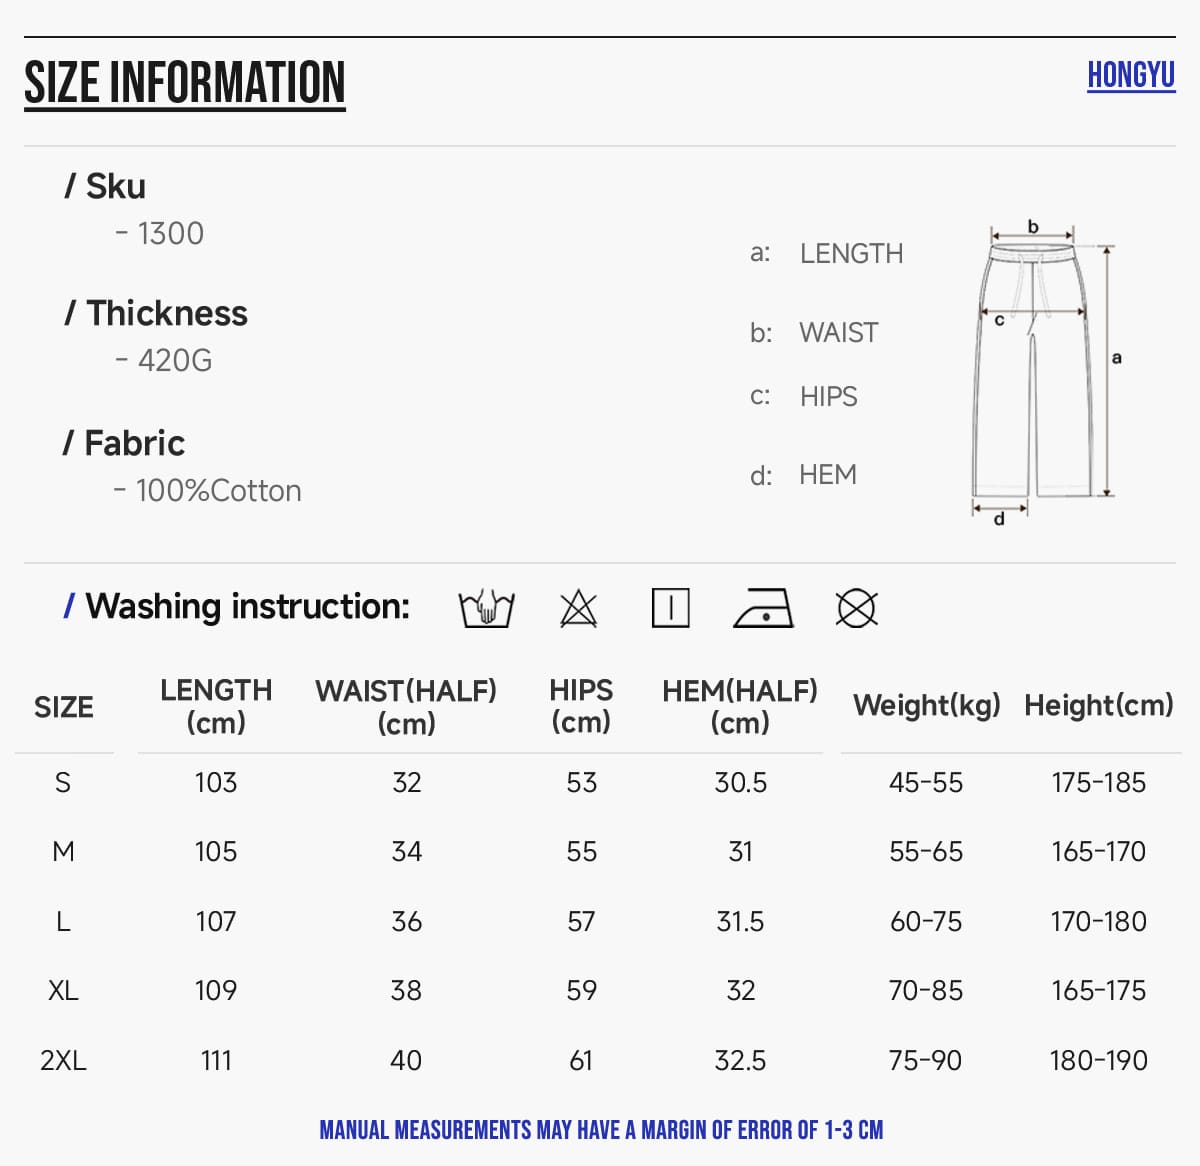 SIZE INFORMATION
HONGYU
/ Sku
- 1300
/ Thickness
- 420G
/ Fabric
- 100%Cotton
a: LENGTH
b: WAIST
c: HIPS
d: HEM
b
c
a
d
/ Washing instruction:
SIZE LENGTH (cm) WAIST(HALF) (cm) HIPS (cm) HEM(HALF) (cm) Weight(kg) Height(cm)
S 103 32 53 30.5 45-55 175-185
M 105 34 55 31 55-65 165-170
L 107 36 57 31.5 60-75 170-180
XL 109 38 59 32 70-85 165-175
2XL 111 40 61 32.5 75-90 180-190
MANUAL MEASUREMENTS MAY HAVE A MARGIN OF ERROR OF 1-3 CM